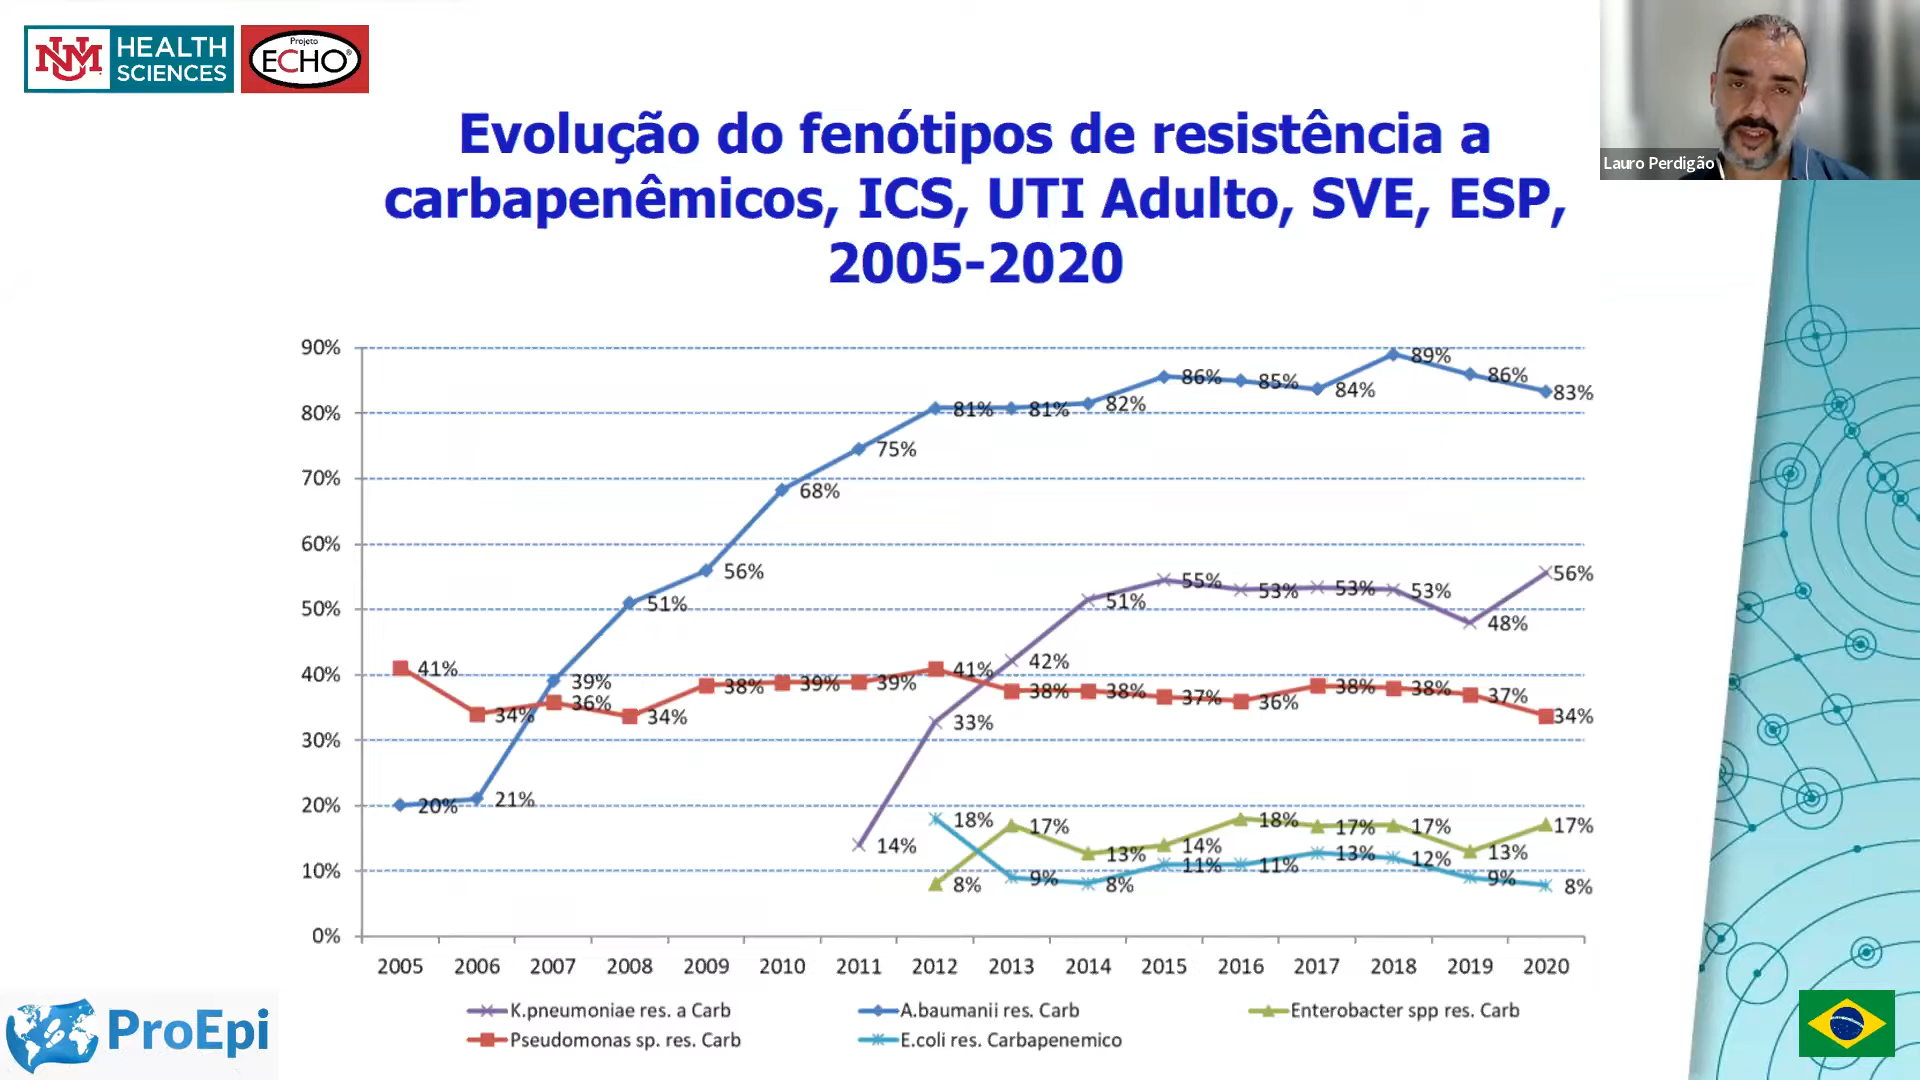 UNM HEALTH SCIENCES
Projeto
ECHO®
Lauro Perdigão
Evolução do fenótipos de resistência a
carbapenêmicos, ICS, UTI Adulto, SVE, ESP,
2005-2020
90%
80%
70%
60%
50%
40%
30%
20%
10%
0%
89%
86% 85% 84% 86% 83%
81% 81% 82%
75%
68%
56%
51%
39%
20% 21%
56%
51% 55% 53% 53% 53% 48%
42%
33%
14%
41% 34% 36% 34% 38% 39% 39% 41% 38% 38% 37% 36% 38% 38% 37% 34%
8% 17% 13% 14% 18% 17% 17% 13% 17%
18% 9% 8% 11% 11% 13% 12% 9% 8%
2005 2006 2007 2008 2009 2010 2011 2012 2013 2014 2015 2016 2017 2018 2019 2020
K.pneumoniae res. a Carb A.baumanii res. Carb Enterobacter spp res. Carb
Pseudomonas sp. res. Carb E.coli res. Carbapenemico
ProEpi